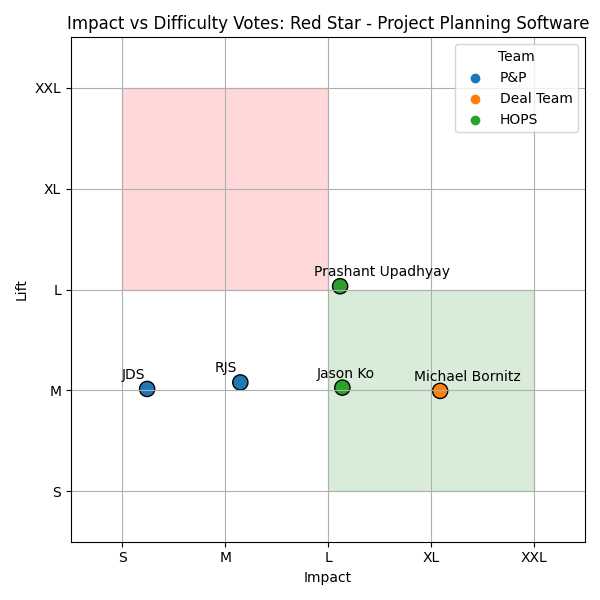 Impact vs Difficulty Votes: Red Star - Project Planning Software
Team
P&P
Deal Team
HOPS
XXL
XL
L
M
S
Lift
Prashant Upadhyay
JDS
RJS
Jason Ko
Michael Bornitz
S
M
L
XL
XXL
Impact